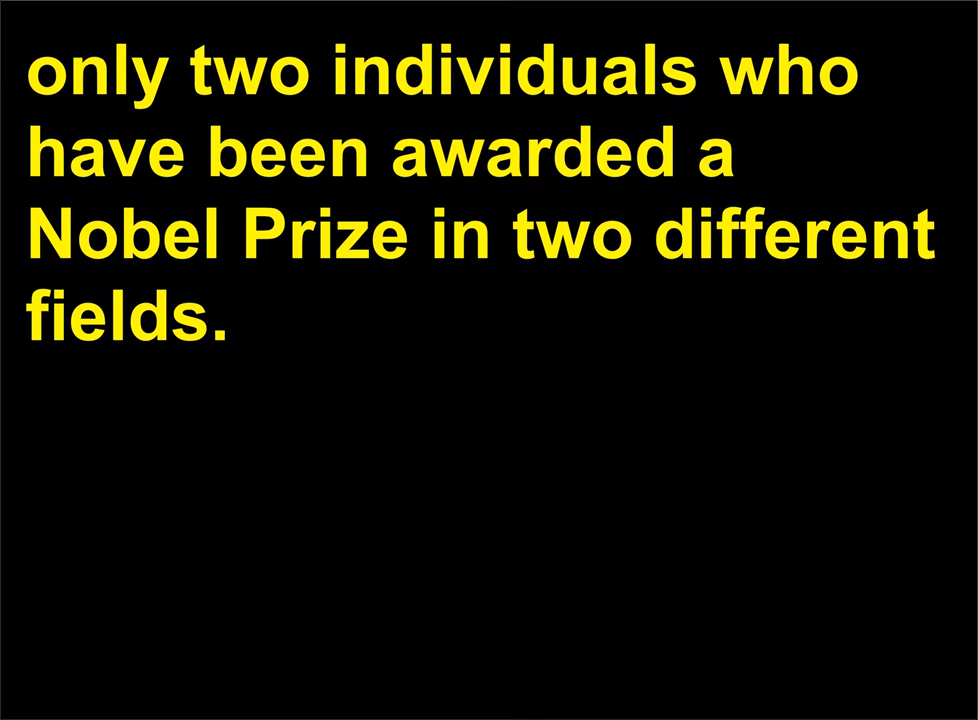 only two individuals who
have been awarded a
Nobel Prize in two different
fields.